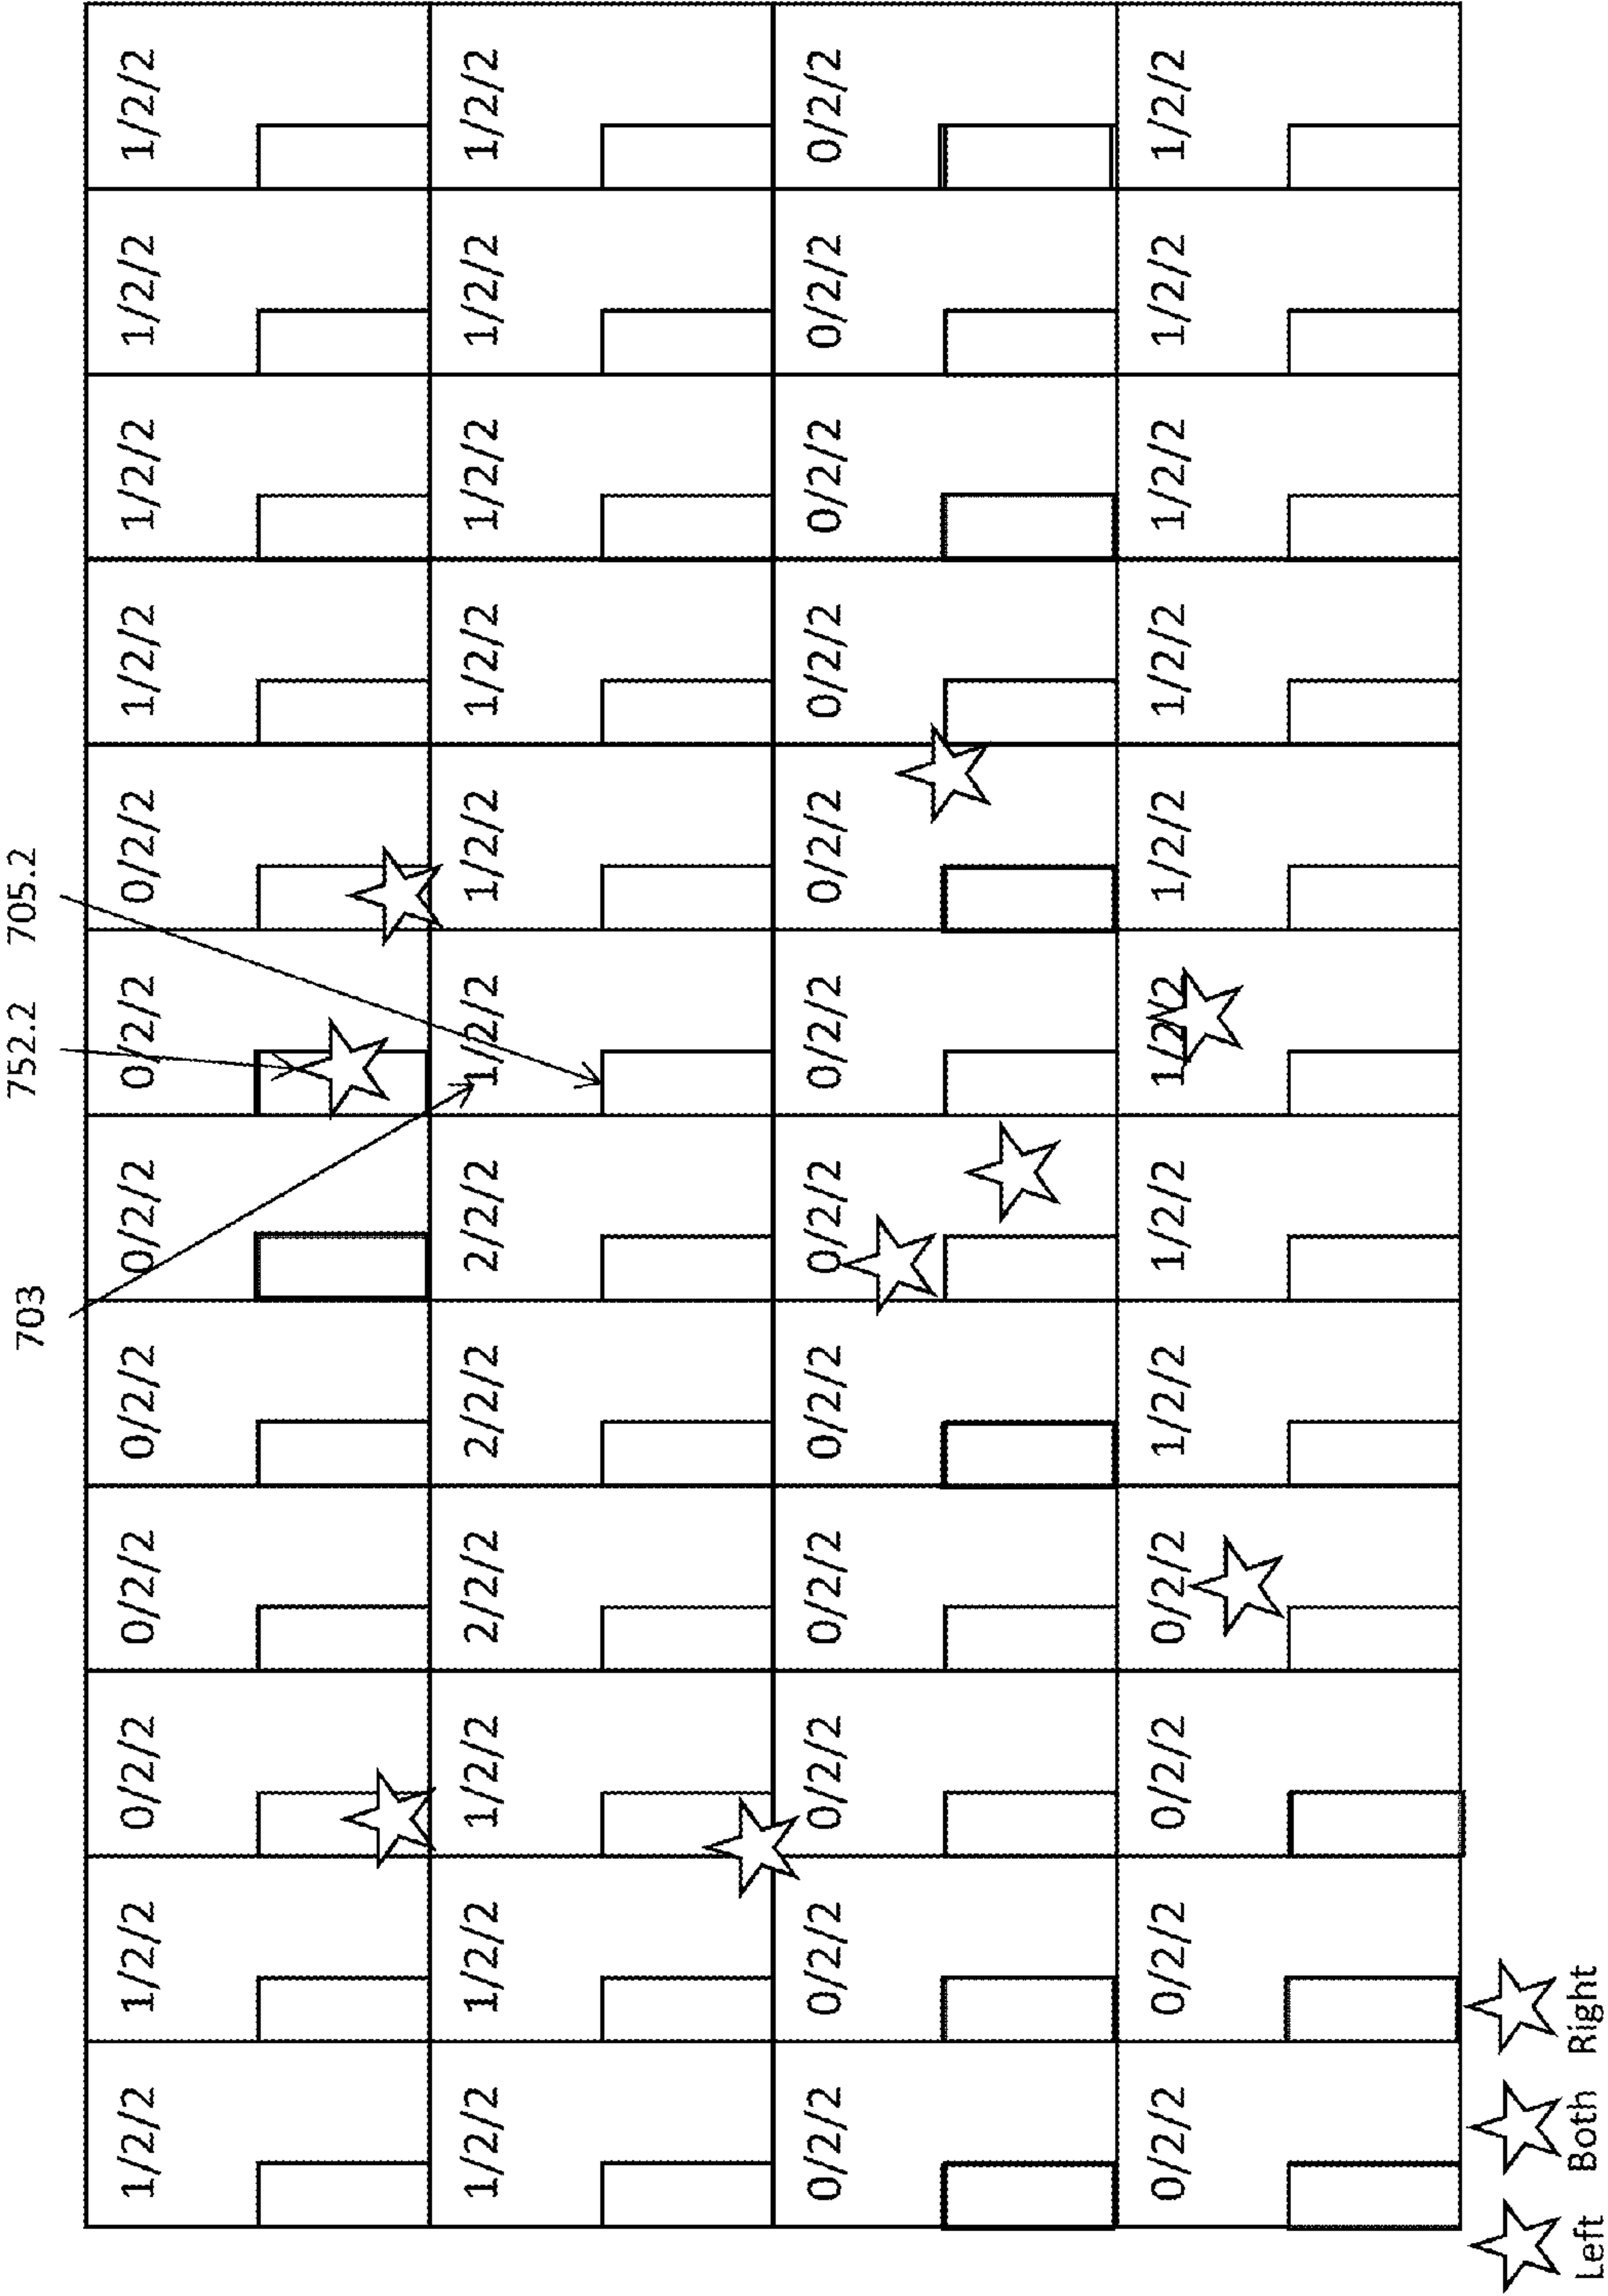 703 752.2 705.2
1/2/2 1/2/2 0/2/2 0/2/2 0/2/2 0/2/2 0/2/2 0/2/2 1/2/2 1/2/2 1/2/2 1/2/2
1/2/2 1/2/2 1/2/2 2/2/2 2/2/2 2/2/2 1/2/2 1/2/2 1/2/2 1/2/2 1/2/2 1/2/2
0/2/2 0/2/2 0/2/2 0/2/2 0/2/2 0/2/2 0/2/2 0/2/2 0/2/2 0/2/2 0/2/2 0/2/2
0/2/2 0/2/2 0/2/2 0/2/2 1/2/2 1/2/2 1/2/2 1/2/2 1/2/2 1/2/2 1/2/2 1/2/2
Left Both Right